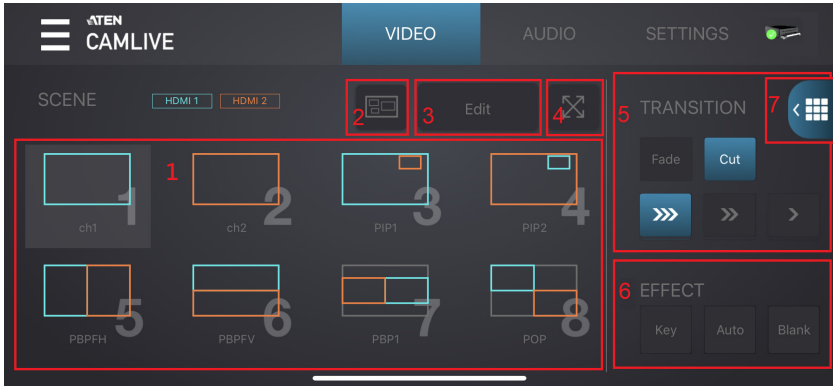 ATEN
CAMLIVE
VIDEO
AUDIO
SETTINGS
SCENE
HDMI 1
HDMI 2
2
3
Edit
4
5
TRANSITION
7
1
1
ch1
2
ch2
3
PIP1
4
PIP2
Fade
Cut
5
PBPFH
6
PBPFV
7
PBP1
8
POP
6
EFFECT
Key
Auto
Blank